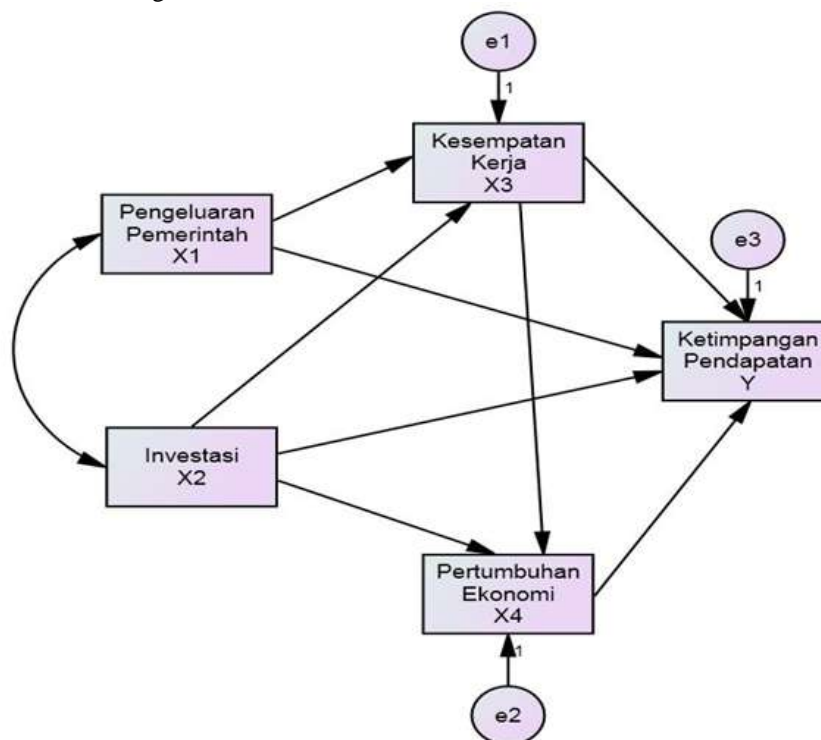 e1
1
Kesempatan
Kerja
X3
Pengeluaran
Pemerintah
X1
e3
1
Ketimpangan
Pendapatan
Y
Investasi
X2
Pertumbuhan
Ekonomi
X4
1
e2